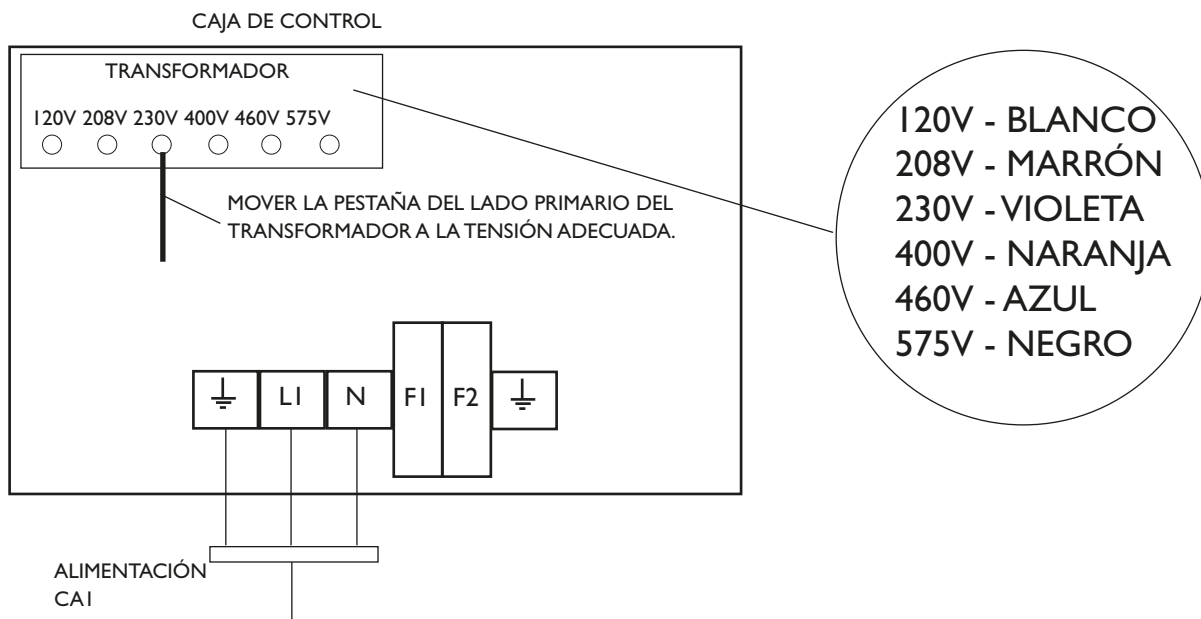 CAJA DE CONTROL
TRANSFORMADOR
120V 208V 230V 400V 460V 575V
MOVER LA PESTAÑA DEL LADO PRIMARIO DEL
TRANSFORMADOR A LA TENSIÓN ADECUADA.
120V - BLANCO
208V - MARRÓN
230V - VIOLETA
400V - NARANJA
460V - AZUL
575V - NEGRO
L1 N F1 F2
ALIMENTACIÓN
CA1